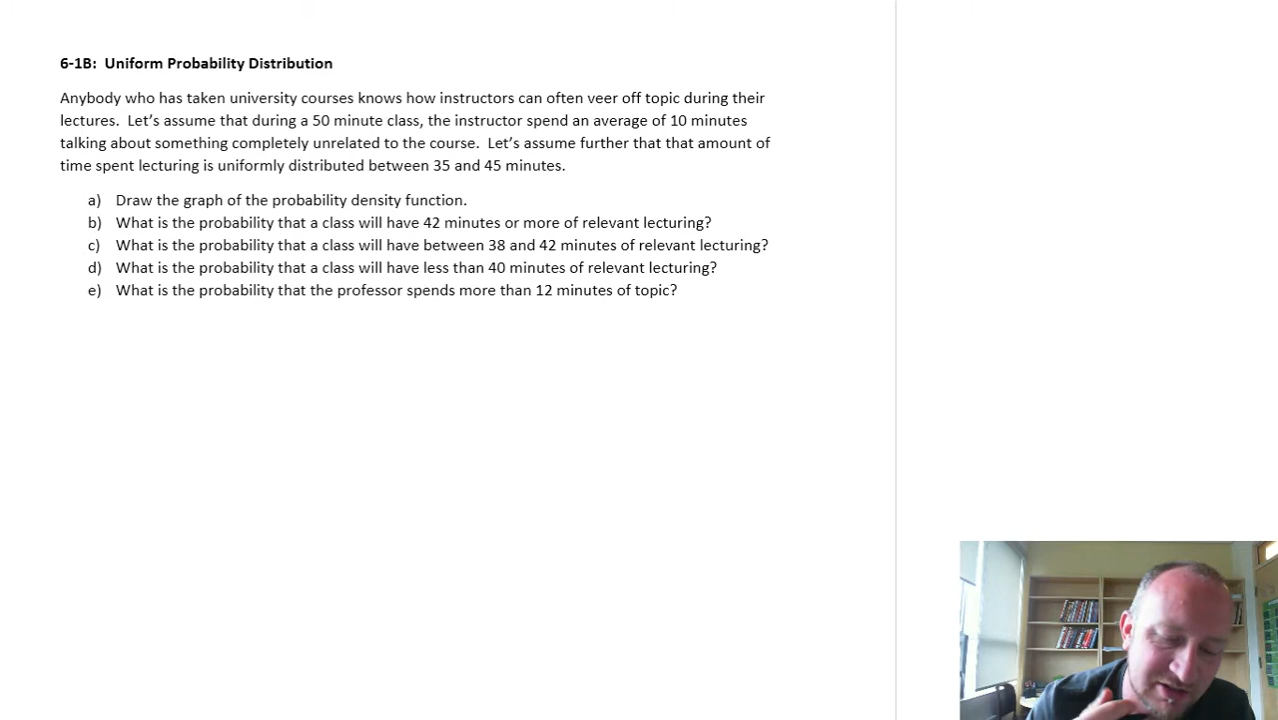 6-1B: Uniform Probability Distribution
Anybody who has taken university courses knows how instructors can often veer off topic during their
lectures. Let's assume that during a 50 minute class, the instructor spend an average of 10 minutes
talking about something completely unrelated to the course. Let's assume further that that amount of
time spent lecturing is uniformly distributed between 35 and 45 minutes.
a) Draw the graph of the probability density function.
b) What is the probability that a class will have 42 minutes or more of relevant lecturing?
c) What is the probability that a class will have between 38 and 42 minutes of relevant lecturing?
d) What is the probability that a class will have less than 40 minutes of relevant lecturing?
e) What is the probability that the professor spends more than 12 minutes of topic?